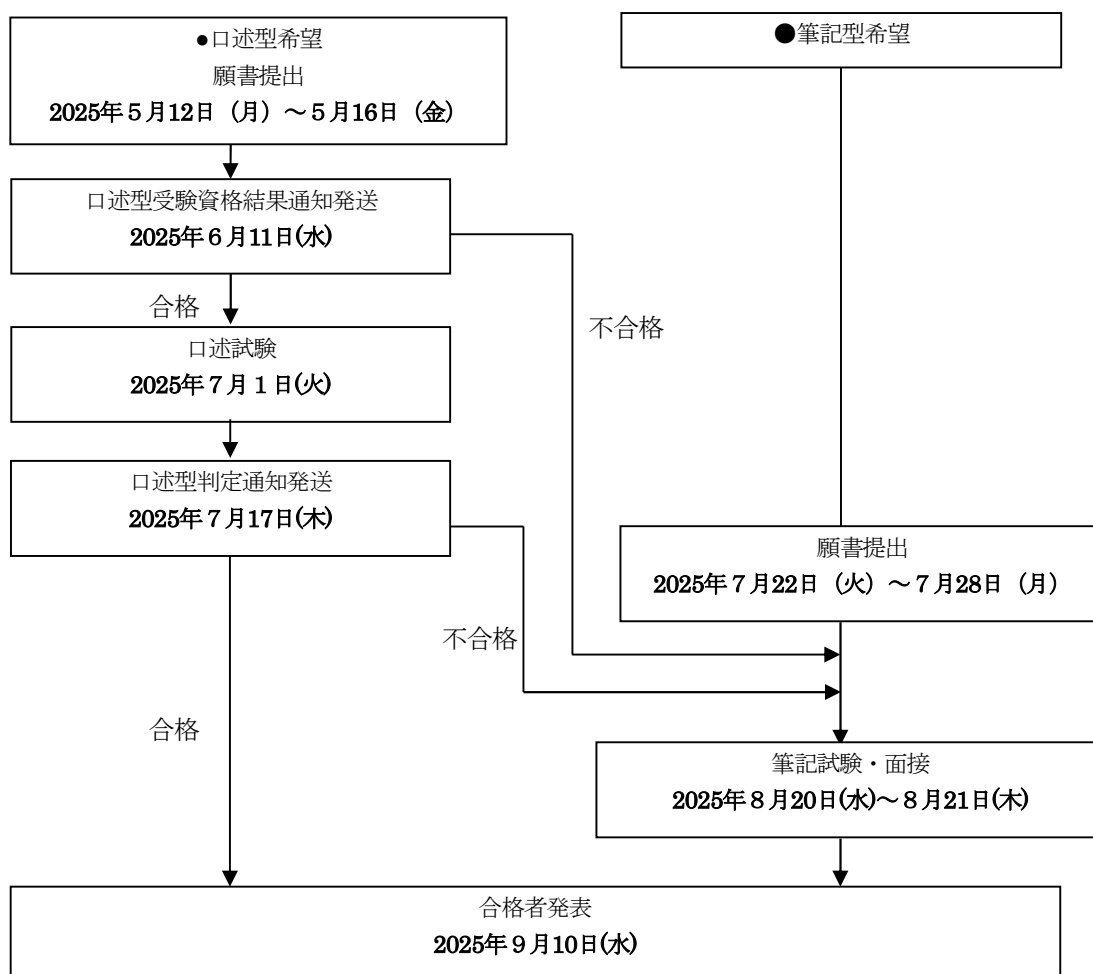 ●口述型希望
願書提出
2025年５月12日（月）～５月16日（金）
●筆記型希望
口述型受験資格結果通知発送
2025年６月11日(水)
合格
不合格
口述試験
2025年７月１日(火)
口述型判定通知発送
2025年７月17日(木)
願書提出
2025年７月22日（火）～７月28日（月）
不合格
合格
筆記試験・面接
2025年８月20日(水)～８月21日(木)
合格者発表
2025年９月10日(水)